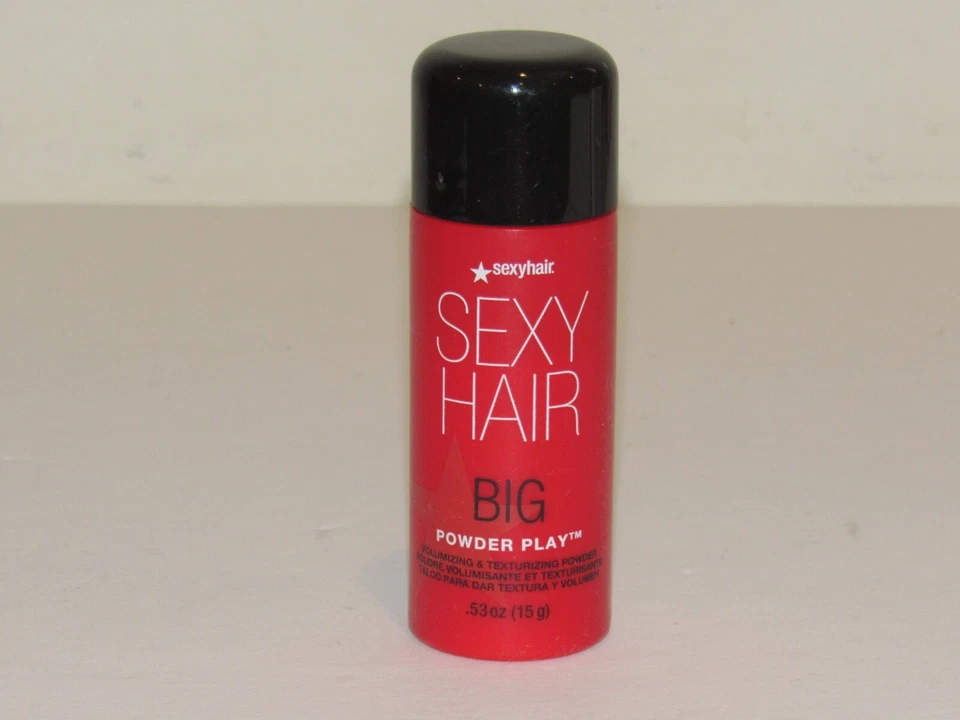 sexyhair.
SEXY
HAIR
BIG
POWDER PLAY™
VOLUMIZING & TEXTURIZING POWDER
POUDRE VOLUMISANTE ET TEXTURISANTE
TALCO PARA DAR TEXTURA Y VOLUMEN
.53 oz (15 g)